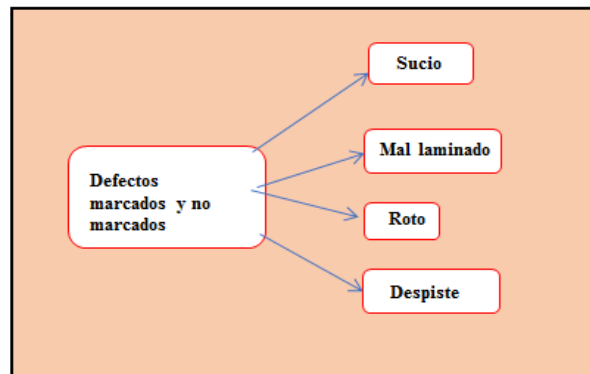 Sucio
Mal laminado
Defectos
marcados y no
marcados
Roto
Despiste